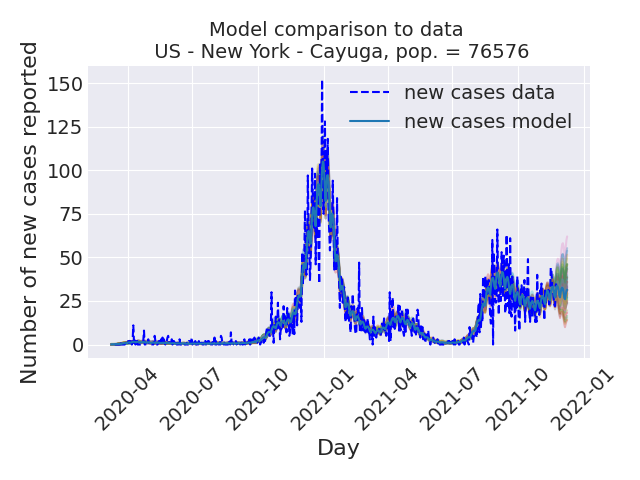 Model comparison to data
US - New York - Cayuga, pop. = 76576
Number of new cases reported
150
125
100
75
50
25
0
new cases data
new cases model
2020-04
2020-07
2020-10
2021-01
2021-04
2021-07
2021-10
2022-01
Day